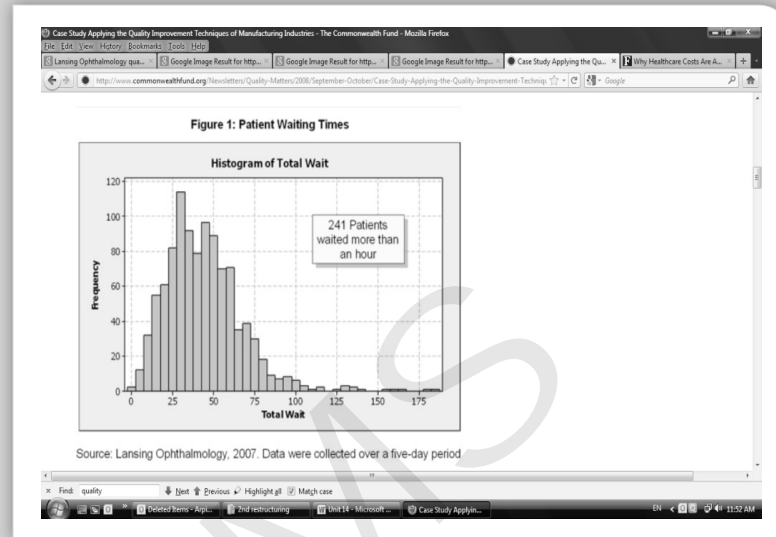 Case Study Applying the Quality Improvement Techniques of Manufacturing Industries - The Commonwealth Fund - Mozilla Firefox
File Edit View History Bookmarks Tools Help
Lansing Ophthalmology qua... × Google Image Result for http... × Google Image Result for http... × Google Image Result for http... × Case Study Applying the Qu... × Why Healthcare Costs Are A... × +
http://www.commonwealthfund.org/Newsletters/Quality-Matters/2008/September-October/Case-Study-Applying-the-Quality-Improvement-Techniqu Google
Figure 1: Patient Waiting Times
Histogram of Total Wait
241 Patients
waited more than
an hour
Frequency
120
100
80
60
40
20
0
0 25 50 75 100 125 150 175
Total Wait
Source: Lansing Ophthalmology, 2007. Data were collected over a five-day period
× Find: quality Next Previous Highlight all Match case
Deleted Items - Arpi... 2nd restructuring Unit 14 - Microsoft ... Case Study Applyin... EN 11:52 AM
MS